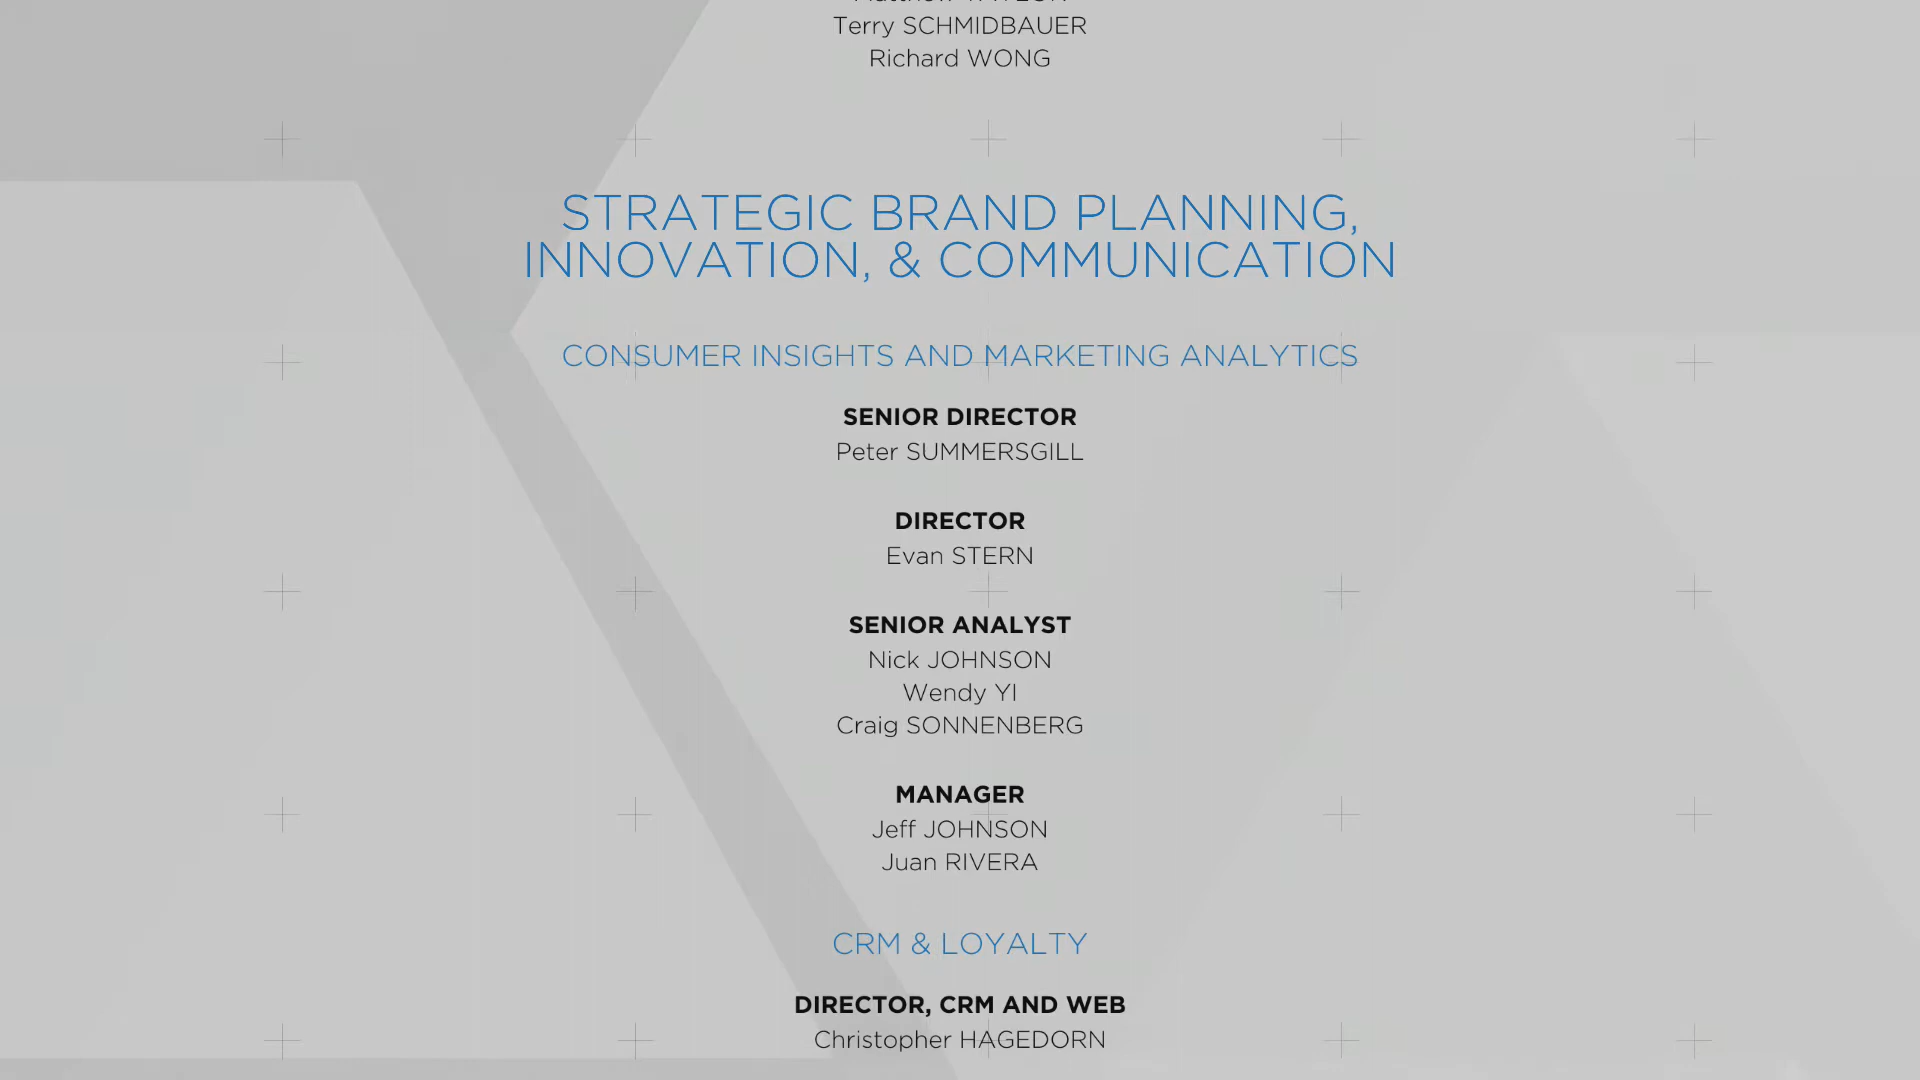 Terry SCHMIDBAUER
Richard WONG
STRATEGIC BRAND PLANNING,
INNOVATION, & COMMUNICATION
CONSUMER INSIGHTS AND MARKETING ANALYTICS
SENIOR DIRECTOR
Peter SUMMERSGILL
DIRECTOR
Evan STERN
SENIOR ANALYST
Nick JOHNSON
Wendy YI
Craig SONNENBERG
MANAGER
Jeff JOHNSON
Juan RIVERA
CRM & LOYALTY
DIRECTOR, CRM AND WEB
Christopher HAGEDORN